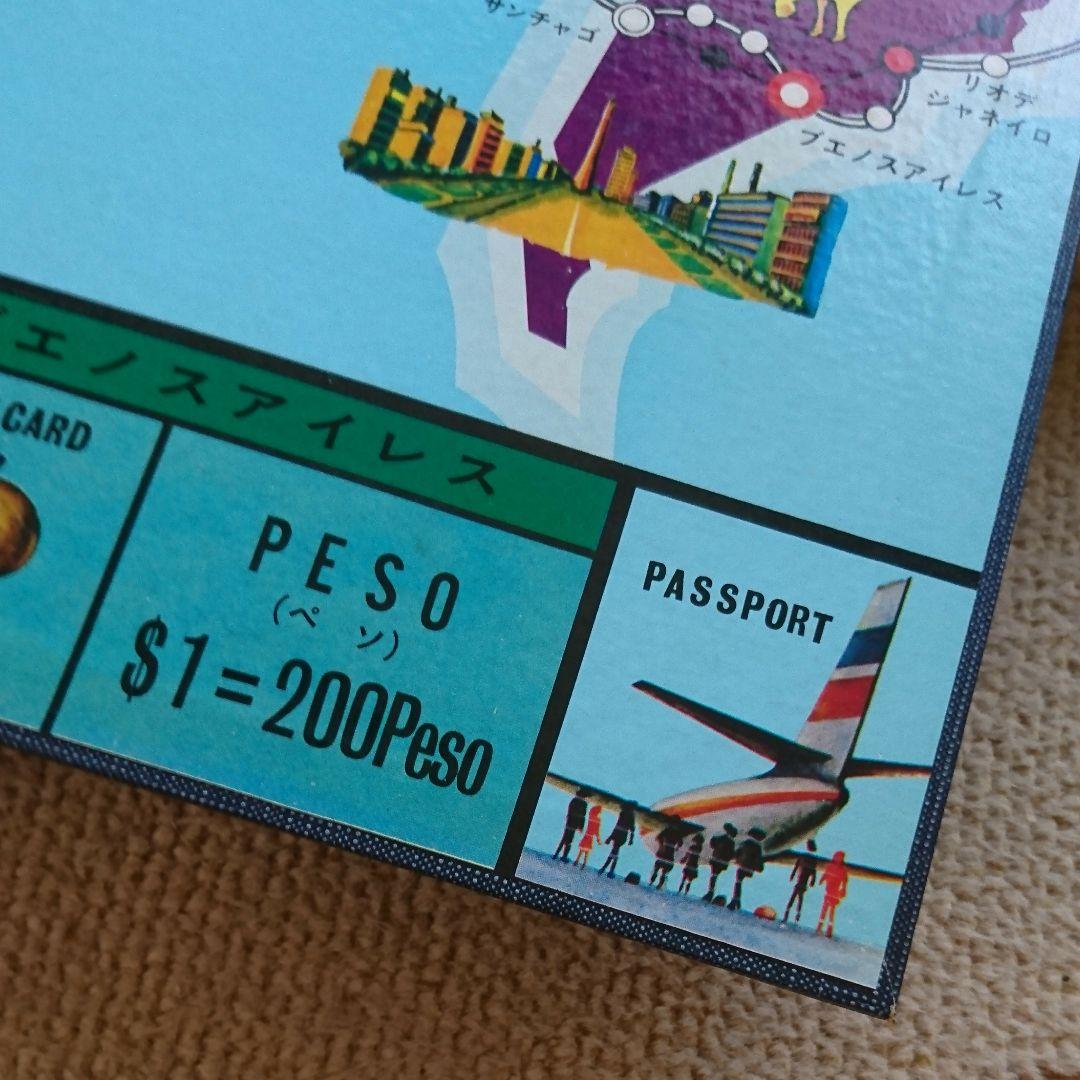 サンチャゴ
リオデ
ジャネイロ
ブエノスアイレス
ブエノスアイレス
CARD
PESO
(ペソ)
$1=200Peso
PASSPORT